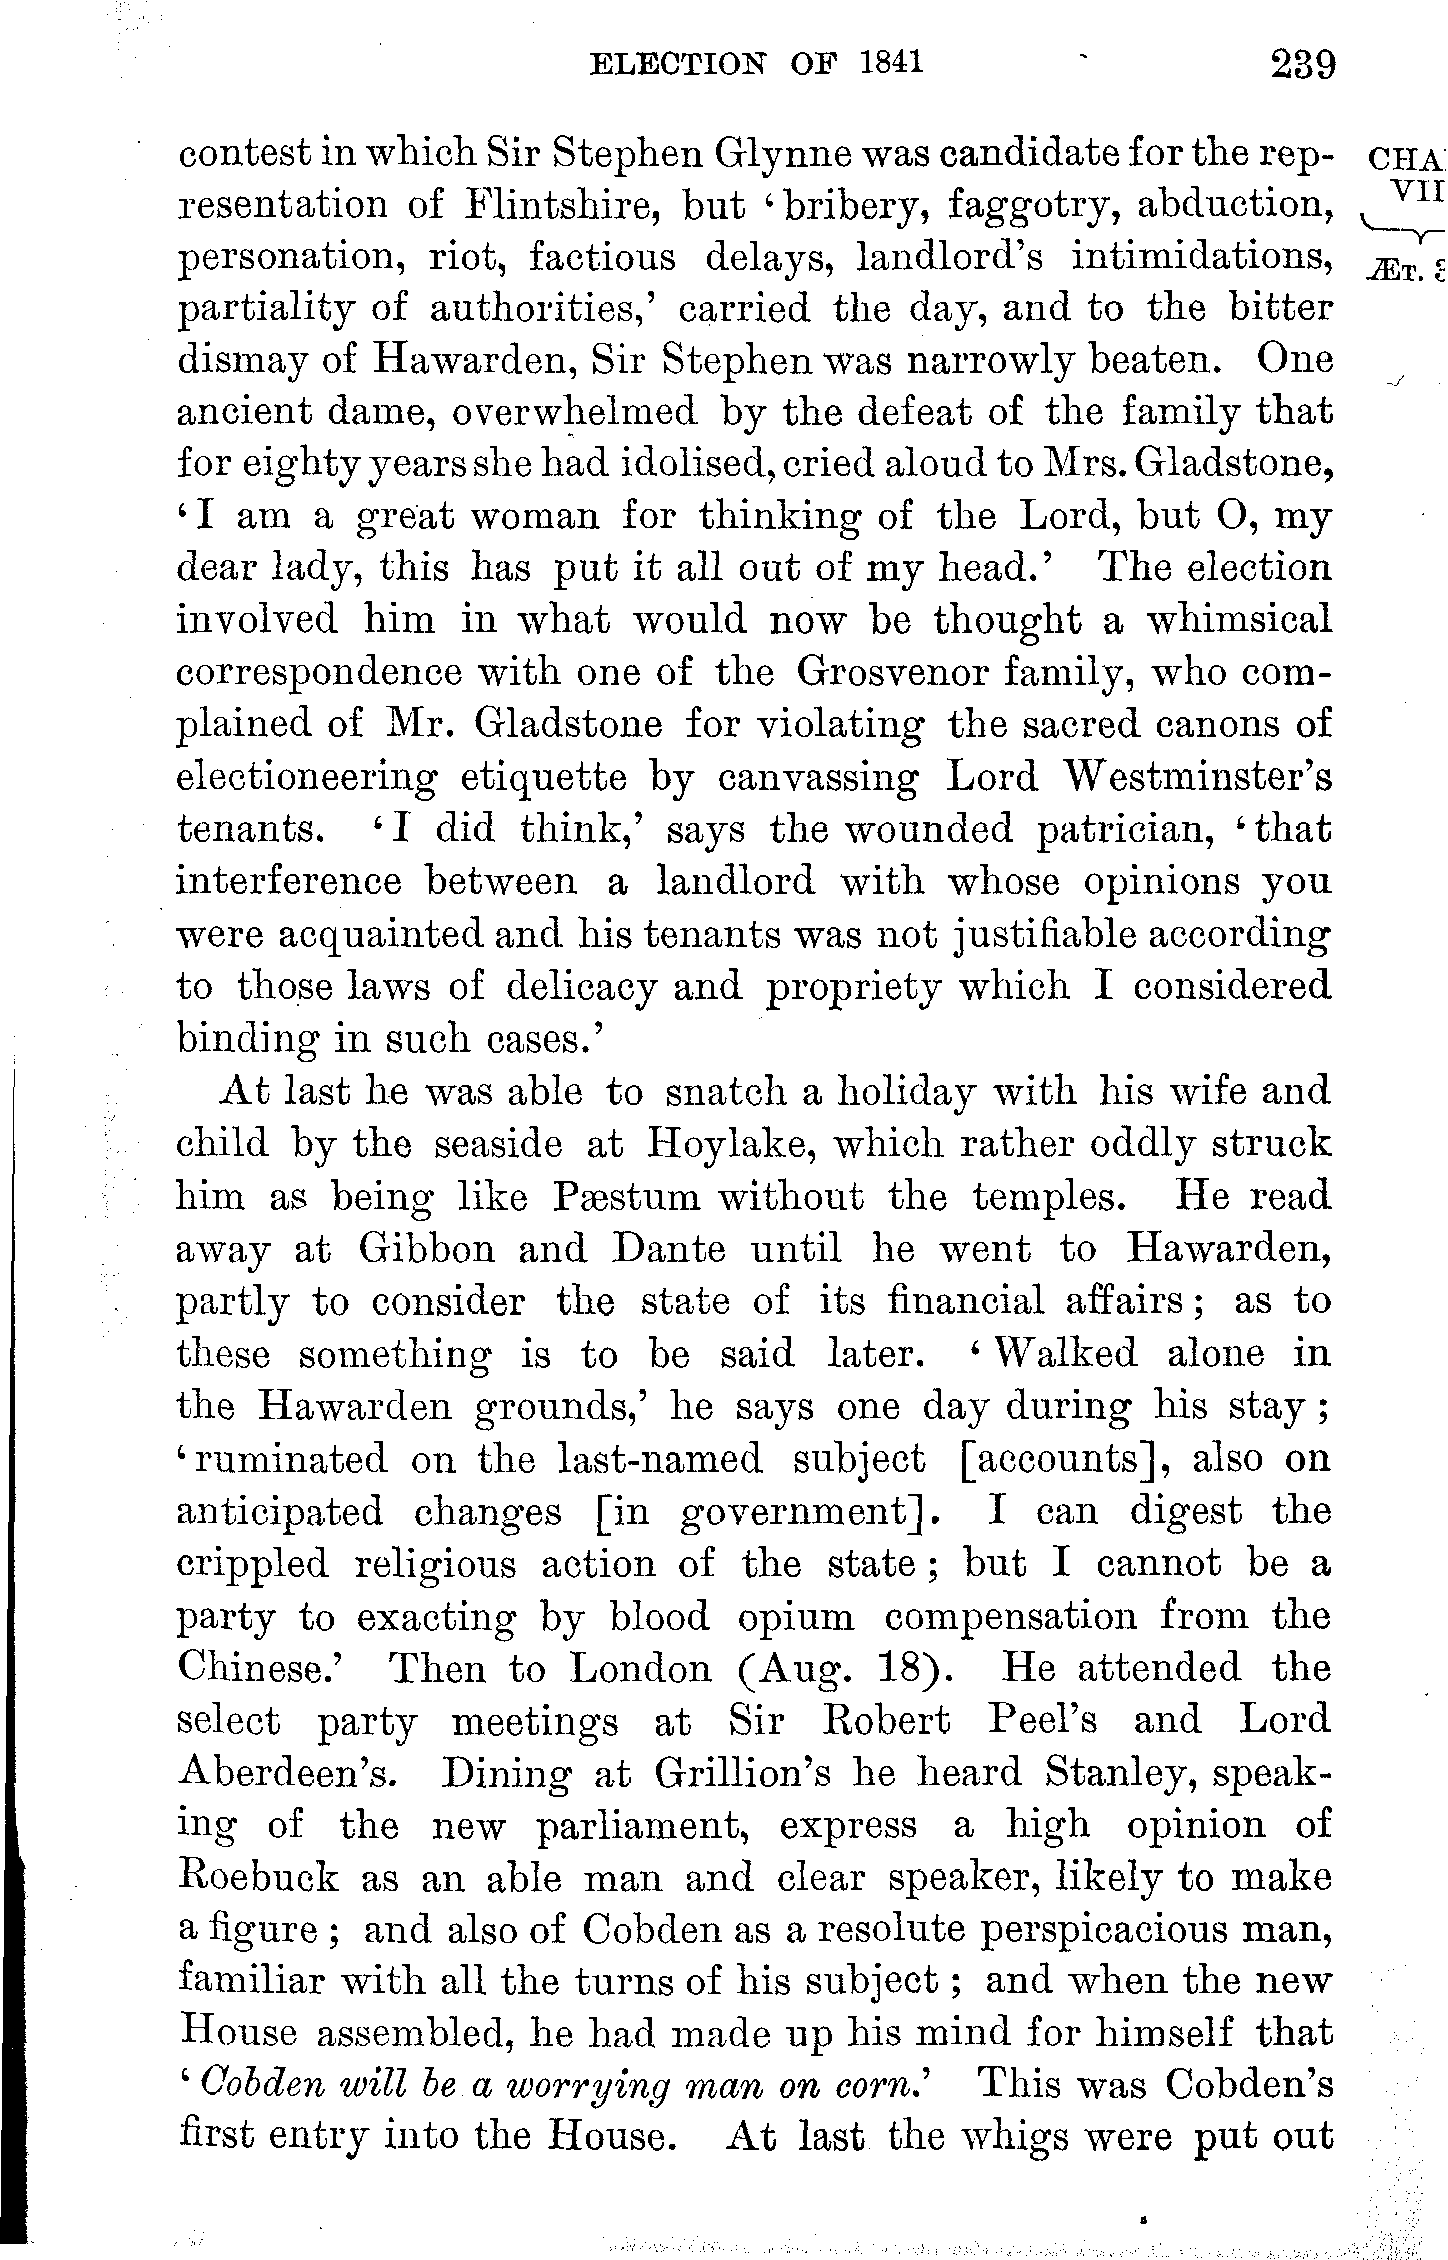 ELECTION OF 1841 239
contest in which Sir Stephen Glynne was candidate for the rep-
resentation of Flintshire, but ‘bribery, faggotry, abduction,
personation, riot, factious delays, landlord’s intimidations,
partiality of authorities,’ carried the day, and to the bitter
dismay of Hawarden, Sir Stephen was narrowly beaten. One
ancient dame, overwhelmed by the defeat of the family that
for eighty years she had idolised, cried aloud to Mrs. Gladstone,
‘I am a great woman for thinking of the Lord, but O, my
dear lady, this has put it all out of my head.’ The election
involved him in what would now be thought a whimsical
correspondence with one of the Grosvenor family, who com-
plained of Mr. Gladstone for violating the sacred canons of
electioneering etiquette by canvassing Lord Westminster’s
tenants. ‘I did think,’ says the wounded patrician, ‘that
interference between a landlord with whose opinions you
were acquainted and his tenants was not justifiable according
to those laws of delicacy and propriety which I considered
binding in such cases.’
At last he was able to snatch a holiday with his wife and
child by the seaside at Hoylake, which rather oddly struck
him as being like Pæstum without the temples. He read
away at Gibbon and Dante until he went to Hawarden,
partly to consider the state of its financial affairs; as to
these something is to be said later. ‘Walked alone in
the Hawarden grounds,’ he says one day during his stay;
‘ruminated on the last-named subject [accounts], also on
anticipated changes [in government]. I can digest the
crippled religious action of the state; but I cannot be a
party to exacting by blood opium compensation from the
Chinese.’ Then to London (Aug. 18). He attended the
select party meetings at Sir Robert Peel’s and Lord
Aberdeen’s. Dining at Grillion’s he heard Stanley, speak-
ing of the new parliament, express a high opinion of
Roebuck as an able man and clear speaker, likely to make
a figure; and also of Cobden as a resolute perspicacious man,
familiar with all the turns of his subject; and when the new
House assembled, he had made up his mind for himself that
‘Cobden will be a worrying man on corn.’ This was Cobden’s
first entry into the House. At last the whigs were put out
CHA
VII
ÆT. 3